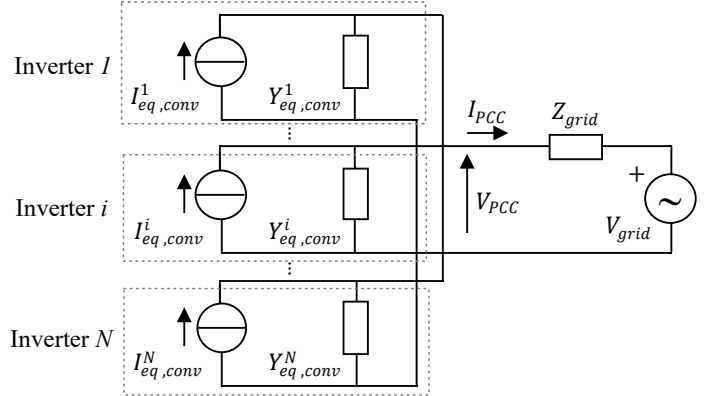 Inverter 1
I^1_{eq,conv}
Y^1_{eq,conv}
...
I_{PCC}
Z_{grid}
Inverter i
I^i_{eq,conv}
Y^i_{eq,conv}
V_{PCC}
+
~
V_{grid}
...
Inverter N
I^N_{eq,conv}
Y^N_{eq,conv}